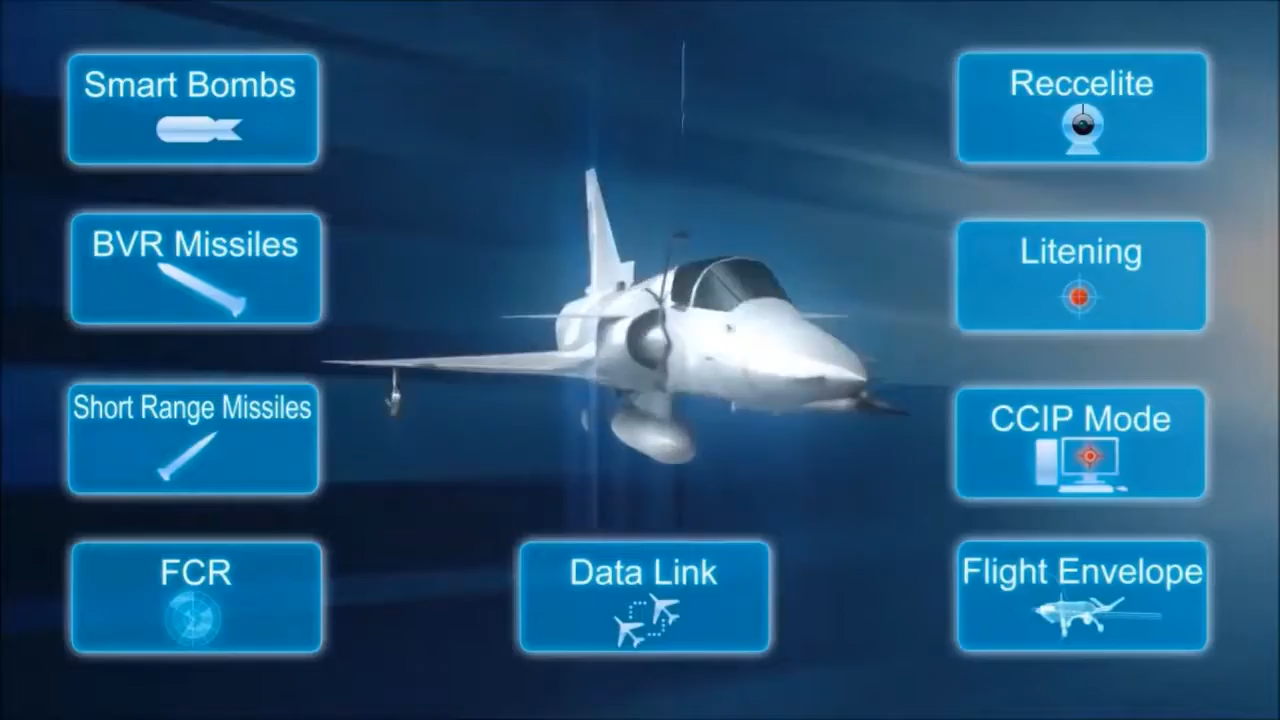 Smart Bombs
BVR Missiles
Short Range Missiles
FCR
Data Link
Reccelite
Litening
CCIP Mode
Flight Envelope